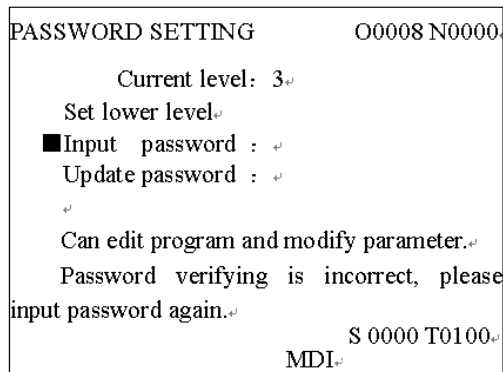 PASSWORD SETTING O0008 N0000
Current level: 3
Set lower level
Input password :
Update password :
Can edit program and modify parameter.
Password verifying is incorrect, please
input password again.
S 0000 T0100
MDI